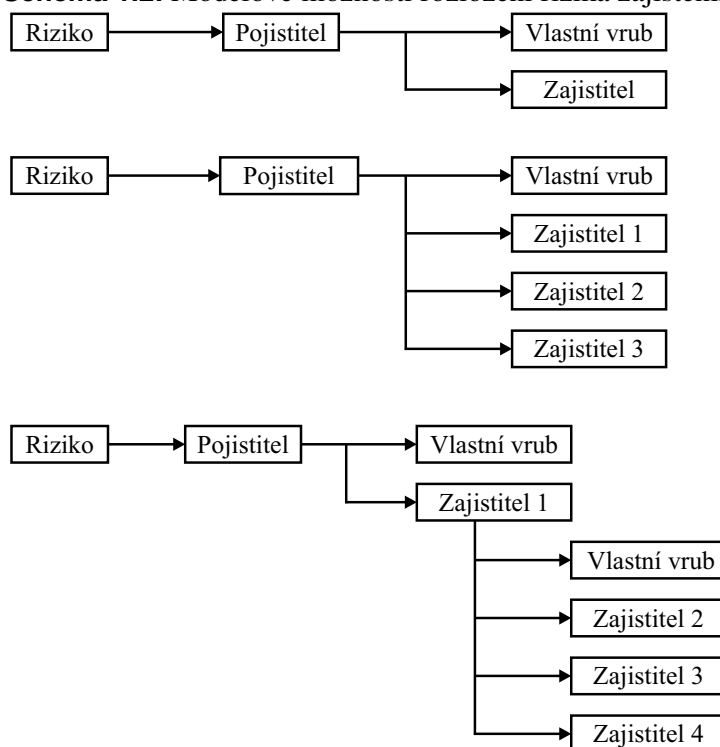 Riziko Pojistitel Vlastní vrub
Zajistitel
Riziko Pojistitel Vlastní vrub
Zajistitel 1
Zajistitel 2
Zajistitel 3
Riziko Pojistitel Vlastní vrub
Zajistitel 1
Vlastní vrub
Zajistitel 2
Zajistitel 3
Zajistitel 4